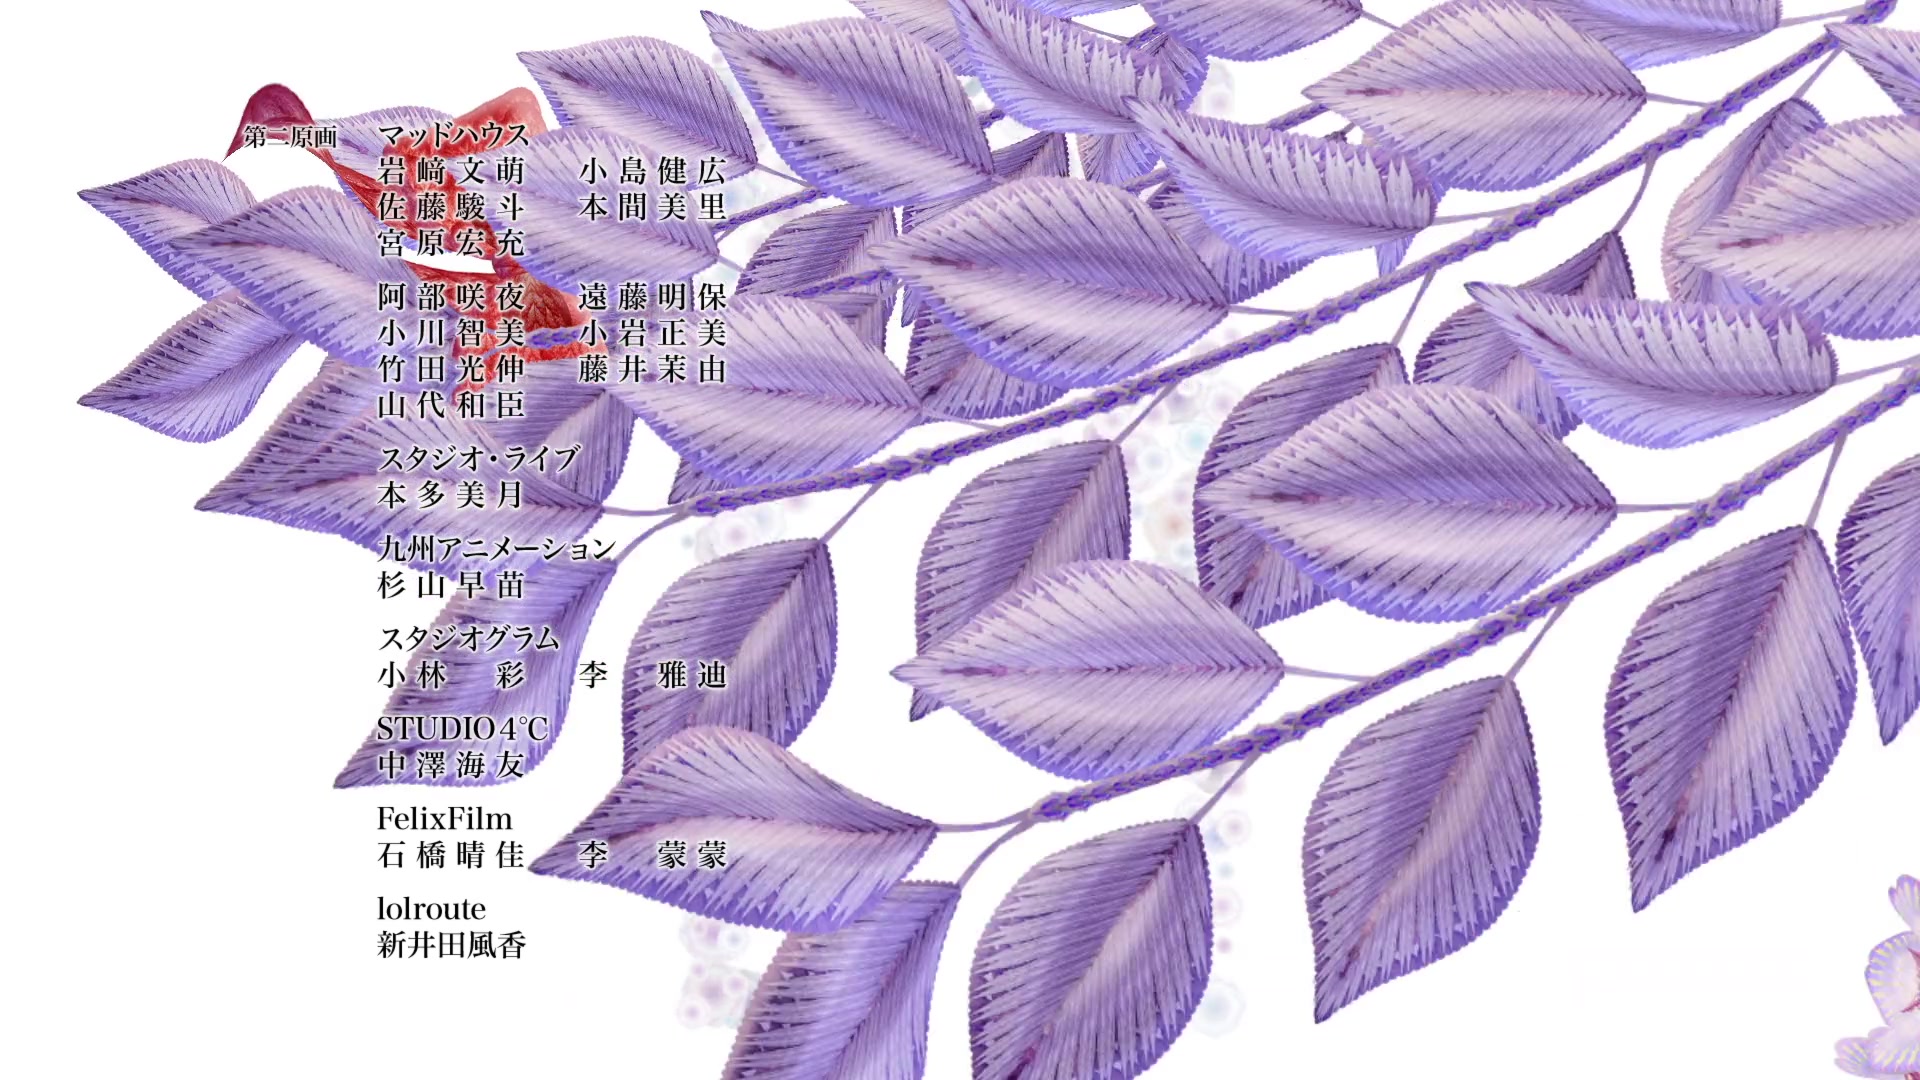 第二原画 マッドハウス
岩﨑文萌 小島健広
佐藤駿斗 本間美里
宮原宏充
阿部咲夜 遠藤明保
小川智美 小岩正美
竹田光伸 藤井茉由
山代和臣
スタジオ・ライブ
本多美月
九州アニメーション
杉山早苗
スタジオグラム
小林 彩 李 雅迪
STUDIO4℃
中澤海友
FelixFilm
石橋晴佳 李 蒙蒙
lolroute
新井田風香